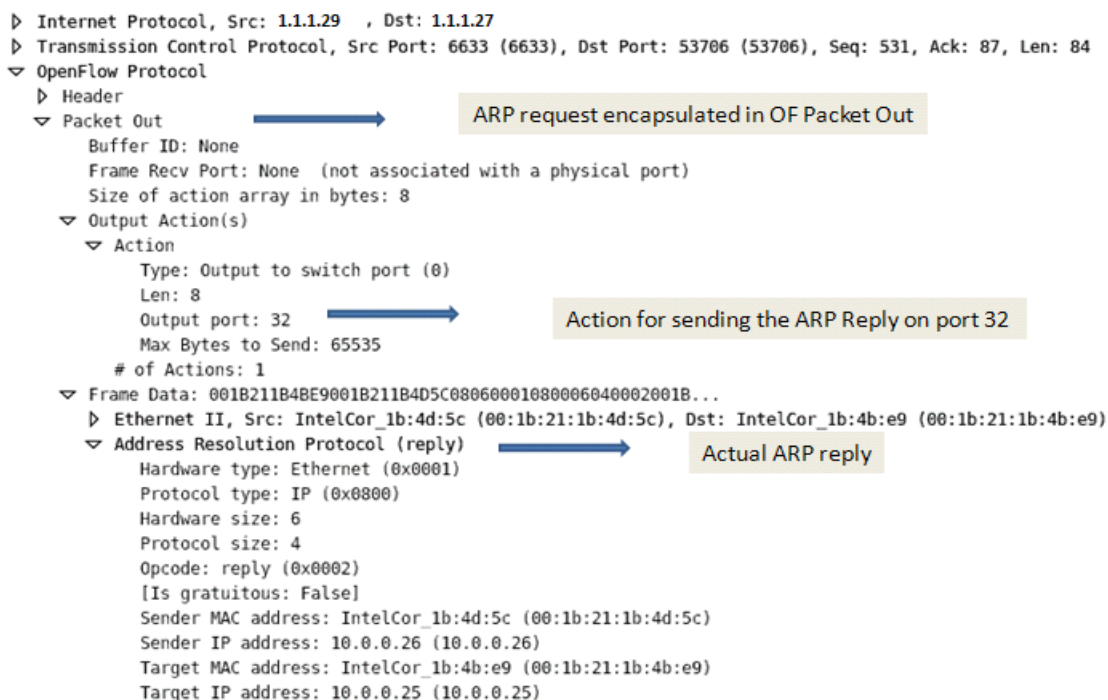 Internet Protocol, Src: 1.1.1.29 , Dst: 1.1.1.27
Transmission Control Protocol, Src Port: 6633 (6633), Dst Port: 53706 (53706), Seq: 531, Ack: 87, Len: 84
OpenFlow Protocol
Header
Packet Out
ARP request encapsulated in OF Packet Out
Buffer ID: None
Frame Recv Port: None (not associated with a physical port)
Size of action array in bytes: 8
Output Action(s)
Action
Type: Output to switch port (0)
Len: 8
Output port: 32
Action for sending the ARP Reply on port 32
Max Bytes to Send: 65535
# of Actions: 1
Frame Data: 001B211B4BE9001B211B4D5C08060001080006040002001B...
Ethernet II, Src: IntelCor_1b:4d:5c (00:1b:21:1b:4d:5c), Dst: IntelCor_1b:4b:e9 (00:1b:21:1b:4b:e9)
Address Resolution Protocol (reply)
Actual ARP reply
Hardware type: Ethernet (0x0001)
Protocol type: IP (0x0800)
Hardware size: 6
Protocol size: 4
Opcode: reply (0x0002)
[Is gratuitous: False]
Sender MAC address: IntelCor_1b:4d:5c (00:1b:21:1b:4d:5c)
Sender IP address: 10.0.0.26 (10.0.0.26)
Target MAC address: IntelCor_1b:4b:e9 (00:1b:21:1b:4b:e9)
Target IP address: 10.0.0.25 (10.0.0.25)